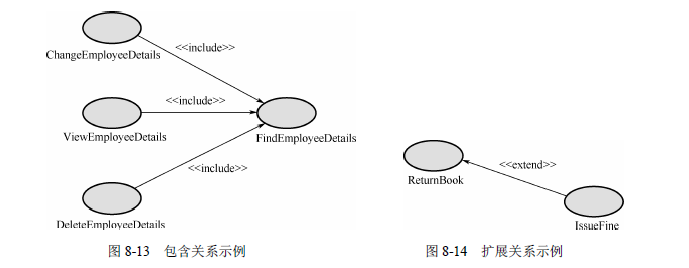 ChangeEmployeeDetails
<<include>>
<<include>>
ViewEmployeeDetails
FindEmployeeDetails
<<include>>
DeleteEmployeeDetails
图 8-13 包含关系示例
<<extend>>
ReturnBook
IssueFine
图 8-14 扩展关系示例